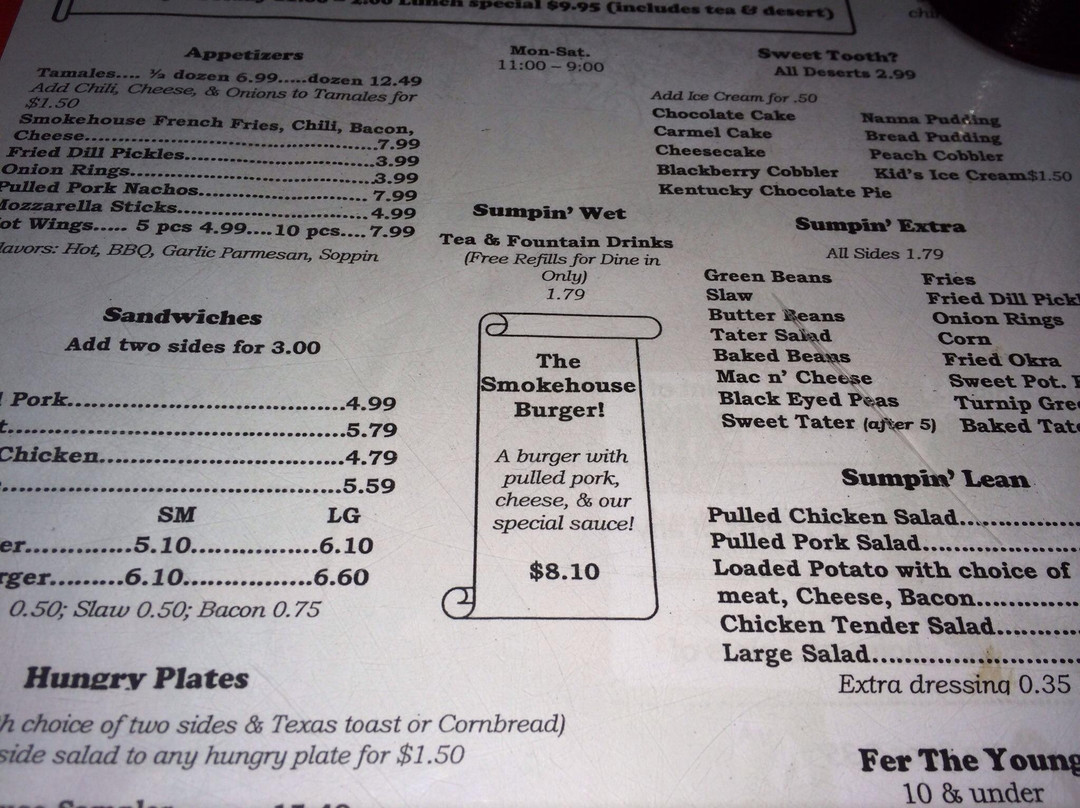 Lunch special $9.95 (includes tea & desert)
Appetizers
Tamales.... ½ dozen 6.99.....dozen 12.49
Add Chili, Cheese, & Onions to Tamales for
$1.50
Smokehouse French Fries, Chili, Bacon,
Cheese..........7.99
Fried Dill Pickles..........3.99
Onion Rings..........3.99
Pulled Pork Nachos..........7.99
Mozzarella Sticks..........4.99
ot Wings..... 5 pcs 4.99....10 pcs....7.99
lavors: Hot, BBQ, Garlic Parmesan, Soppin
Sandwiches
Add two sides for 3.00
Pork..........4.99
t..........5.79
Chicken..........4.79
..........5.59
SM LG
er..........5.10..........6.10
rger.........6.10..........6.60
0.50; Slaw 0.50; Bacon 0.75
Hungry Plates
h choice of two sides & Texas toast or Cornbread)
side salad to any hungry plate for $1.50
Mon-Sat.
11:00 – 9:00
Sumpin' Wet
Tea & Fountain Drinks
(Free Refills for Dine in
Only)
1.79
The
Smokehouse
Burger!
A burger with
pulled pork,
cheese, & our
special sauce!
$8.10
Sweet Tooth?
All Deserts 2.99
Add Ice Cream for .50
Chocolate Cake Nanna Pudding
Carmel Cake Bread Pudding
Cheesecake Peach Cobbler
Blackberry Cobbler Kid's Ice Cream$1.50
Kentucky Chocolate Pie
Sumpin' Extra
All Sides 1.79
Green Beans Fries
Slaw Fried Dill Pickl
Butter Beans Onion Rings
Tater Salad Corn
Baked Beans Fried Okra
Mac n' Cheese Sweet Pot. F
Black Eyed Peas Turnip Gree
Sweet Tater (after 5) Baked Tate
Sumpin' Lean
Pulled Chicken Salad..........
Pulled Pork Salad..........
Loaded Potato with choice of
meat, Cheese, Bacon..........
Chicken Tender Salad..........
Large Salad..........
Extra dressing 0.35
Fer The Young
10 & under